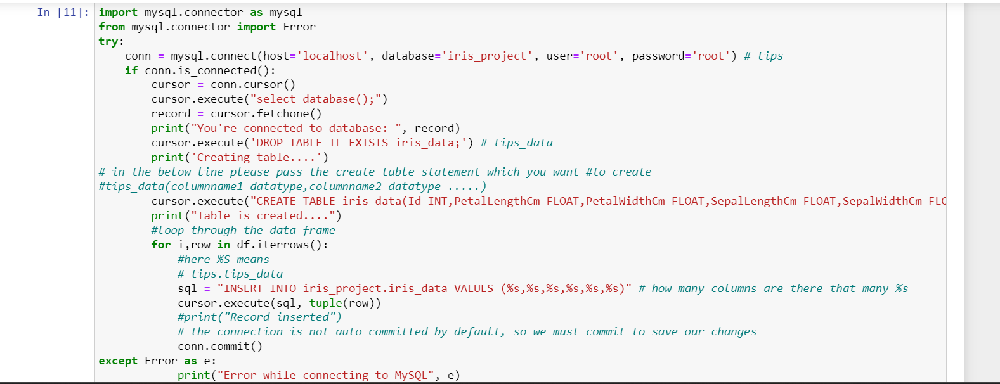 In [11]: import mysql.connector as mysql
from mysql.connector import Error
try:
    conn = mysql.connect(host='localhost', database='iris_project', user='root', password='root') # tips
    if conn.is_connected():
        cursor = conn.cursor()
        cursor.execute("select database();")
        record = cursor.fetchone()
        print("You're connected to database: ", record)
        cursor.execute('DROP TABLE IF EXISTS iris_data;') # tips_data
        print('Creating table....')
# in the below line please pass the create table statement which you want #to create
#tips_data(columnname1 datatype,columnname2 datatype .....)
        cursor.execute("CREATE TABLE iris_data(Id INT,PetalLengthCm FLOAT,PetalWidthCm FLOAT,SepalLengthCm FLOAT,SepalWidthCm FLO
        print("Table is created....")
        #loop through the data frame
        for i,row in df.iterrows():
            #here %S means
            # tips.tips_data
            sql = "INSERT INTO iris_project.iris_data VALUES (%s,%s,%s,%s,%s,%s)" # how many columns are there that many %s
            cursor.execute(sql, tuple(row))
            #print("Record inserted")
            # the connection is not auto committed by default, so we must commit to save our changes
            conn.commit()
except Error as e:
            print("Error while connecting to MySQL", e)